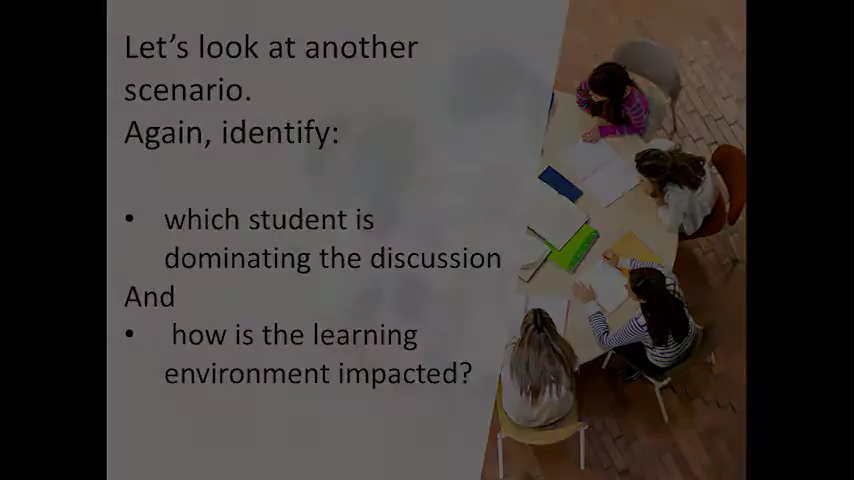 Let's look at another
scenario.
Again, identify:
• which student is
dominating the discussion
And
• how is the learning
environment impacted?